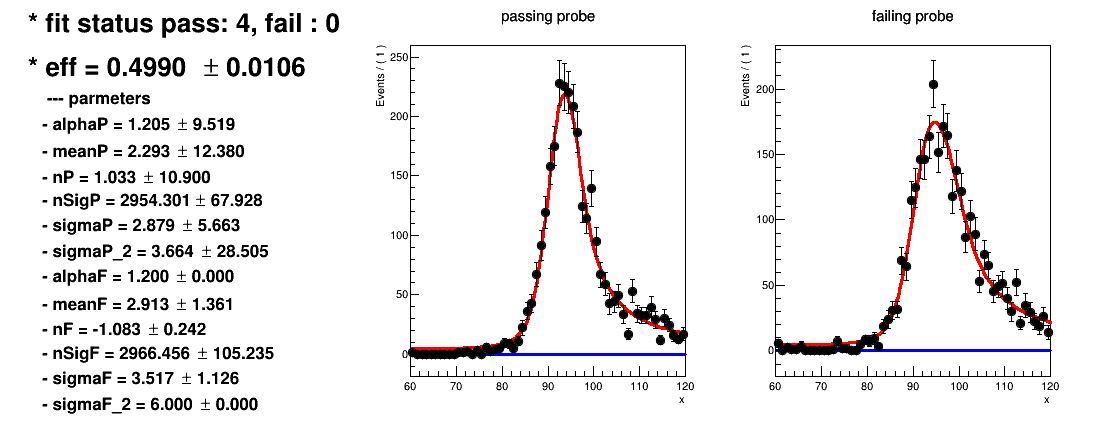 * fit status pass: 4, fail : 0
* eff = 0.4990 ± 0.0106
--- parmeters
- alphaP = 1.205 ± 9.519
- meanP = 2.293 ± 12.380
- nP = 1.033 ± 10.900
- nSigP = 2954.301 ± 67.928
- sigmaP = 2.879 ± 5.663
- sigmaP_2 = 3.664 ± 28.505
- alphaF = 1.200 ± 0.000
- meanF = 2.913 ± 1.361
- nF = -1.083 ± 0.242
- nSigF = 2966.456 ± 105.235
- sigmaF = 3.517 ± 1.126
- sigmaF_2 = 6.000 ± 0.000
passing probe
Events / ( 1 )
250
200
150
100
50
0
60 70 80 90 100 110 120
x
failing probe
Events / ( 1 )
200
150
100
50
0
60 70 80 90 100 110 120
x